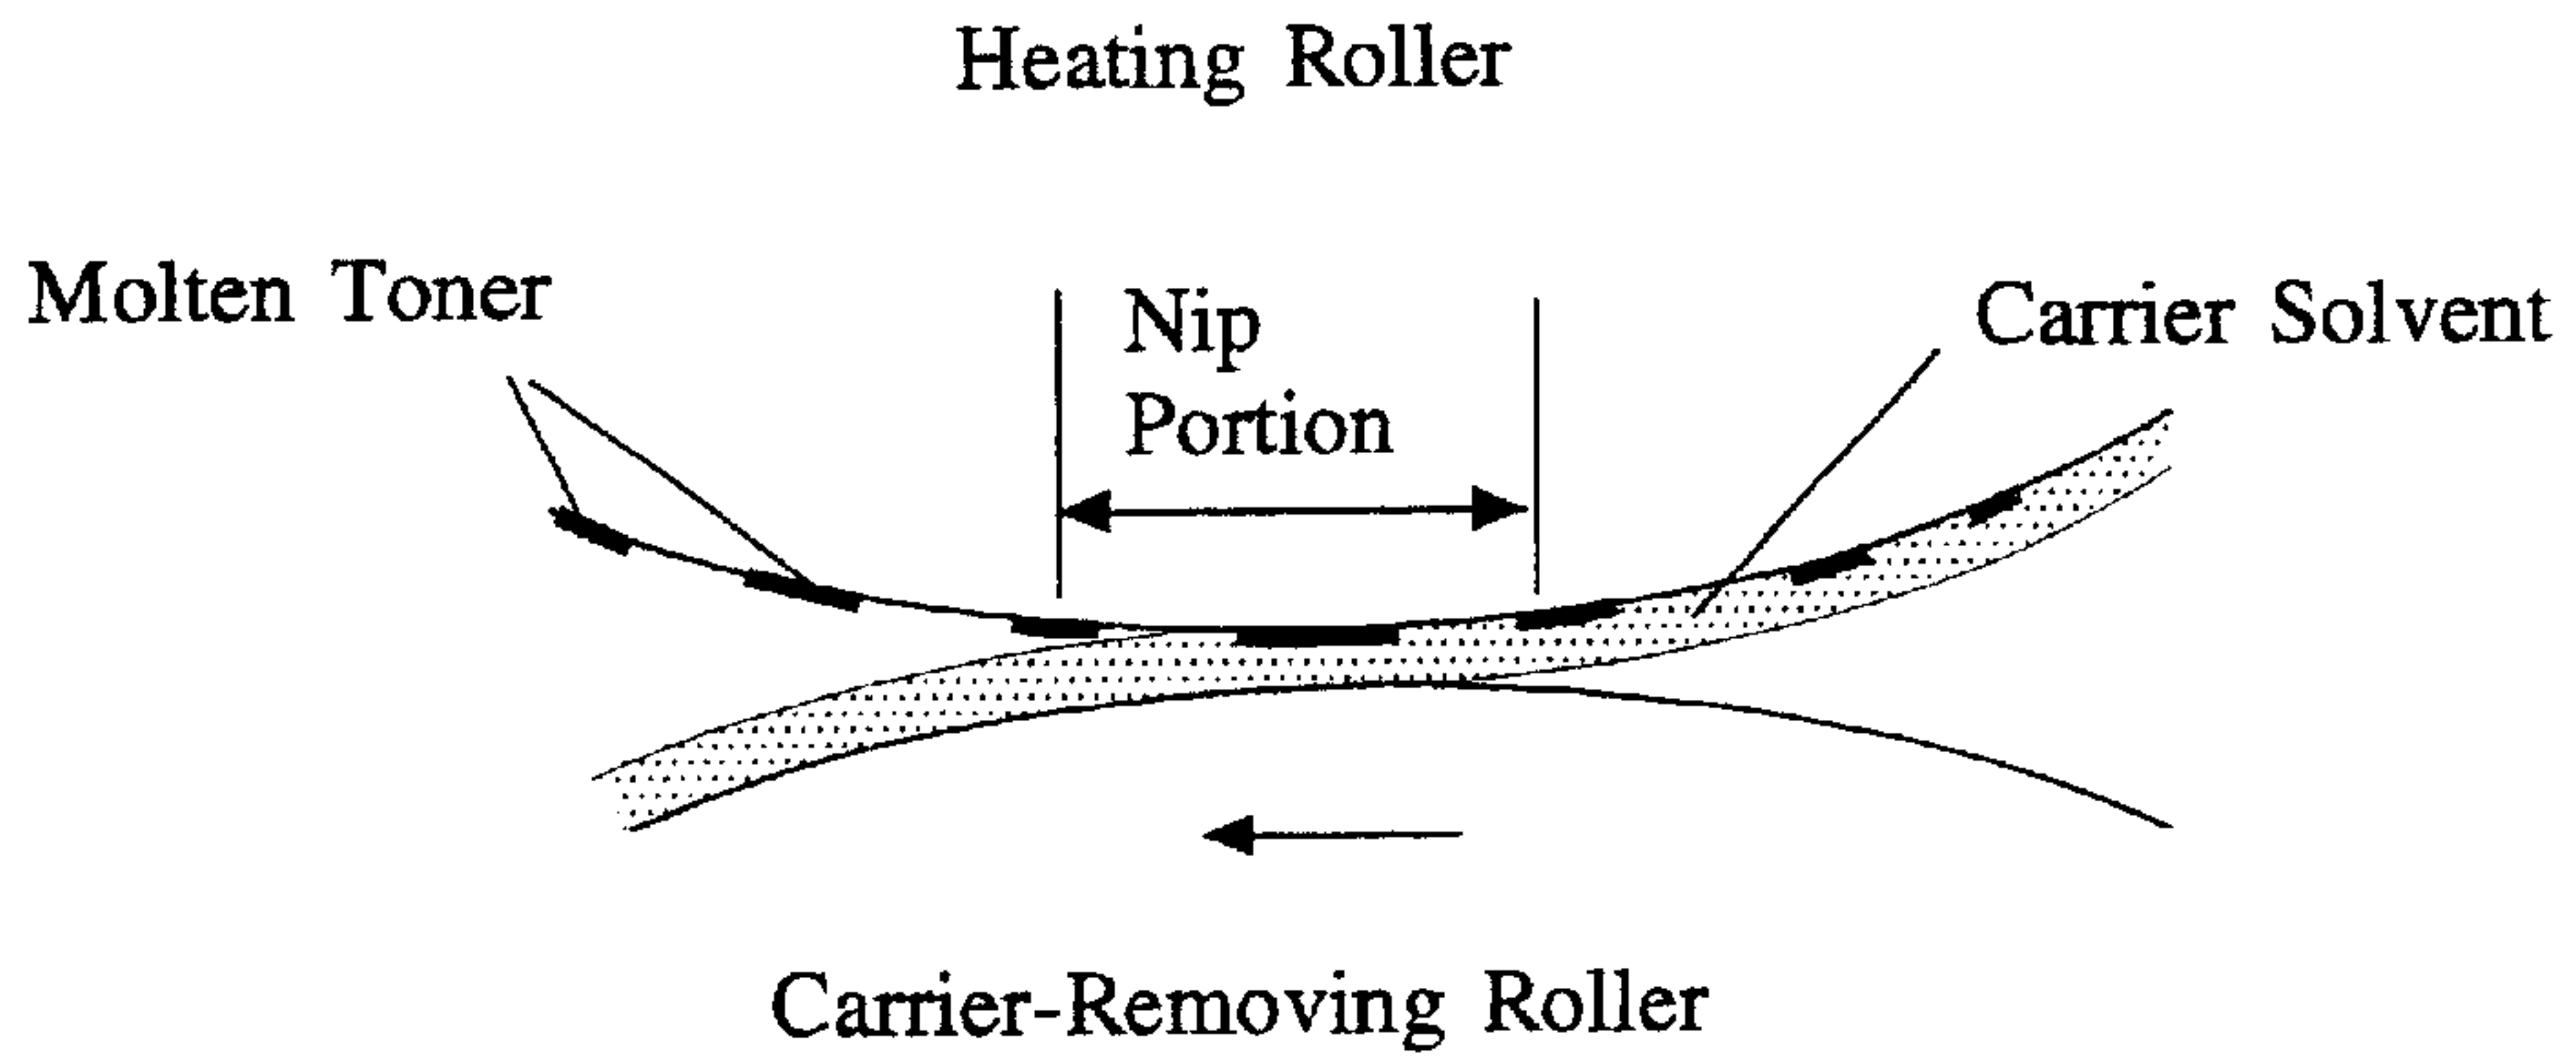 Heating Roller
Molten Toner
Nip
Portion
Carrier Solvent
Carrier-Removing Roller